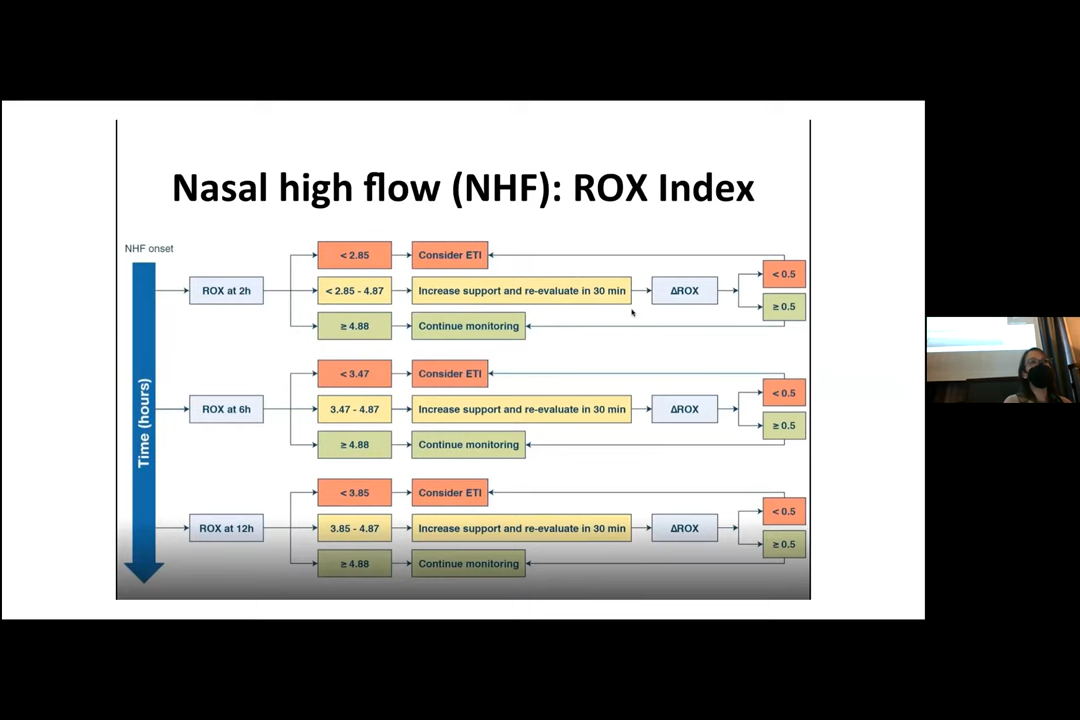 Nasal high flow (NHF): ROX Index
NHF onset
Time (hours)
ROX at 2h
< 2.85
Consider ETI
< 2.85 - 4.87
Increase support and re-evaluate in 30 min
ΔROX
< 0.5
≥ 0.5
≥ 4.88
Continue monitoring
ROX at 6h
< 3.47
Consider ETI
3.47 - 4.87
Increase support and re-evaluate in 30 min
ΔROX
< 0.5
≥ 0.5
≥ 4.88
Continue monitoring
ROX at 12h
< 3.85
Consider ETI
3.85 - 4.87
Increase support and re-evaluate in 30 min
ΔROX
< 0.5
≥ 0.5
≥ 4.88
Continue monitoring